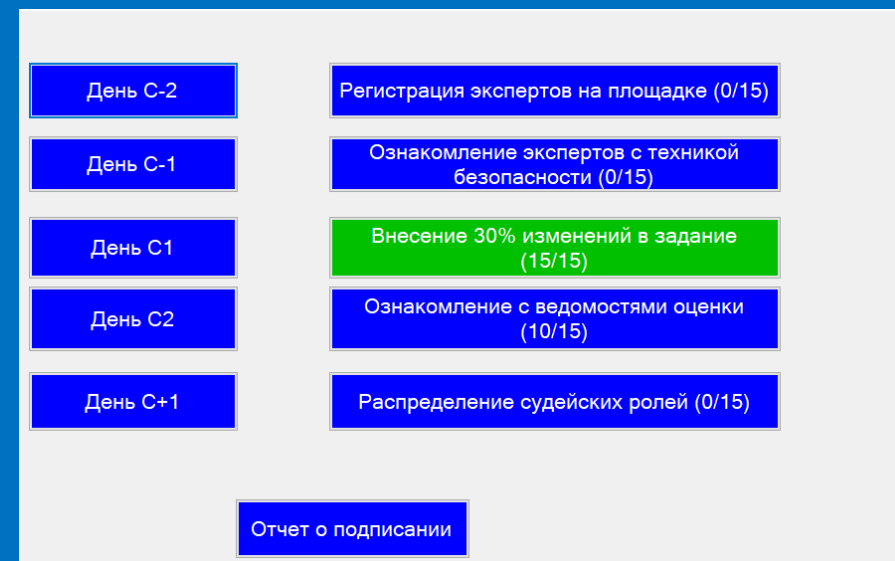 День С-2
Регистрация экспертов на площадке (0/15)
День С-1
Ознакомление экспертов с техникой
безопасности (0/15)
День С1
Внесение 30% изменений в задание
(15/15)
День С2
Ознакомление с ведомостями оценки
(10/15)
День С+1
Распределение судейских ролей (0/15)
Отчет о подписании